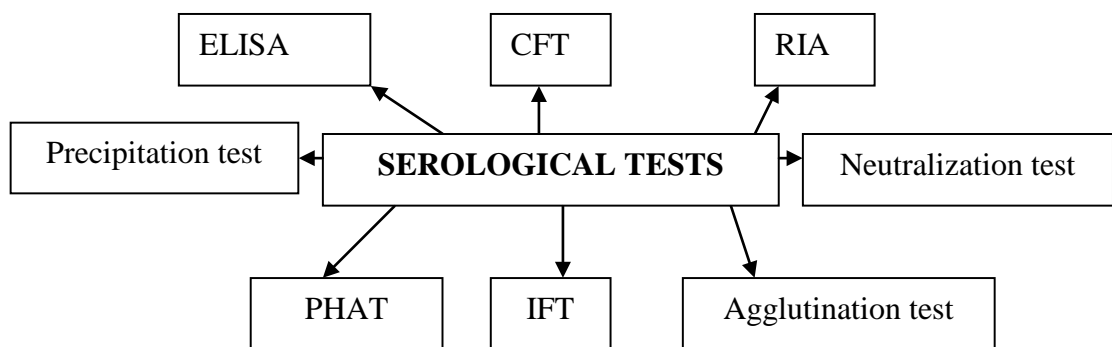 ELISA
CFT
RIA
Precipitation test
SEROLOGICAL TESTS
Neutralization test
PHAT
IFT
Agglutination test